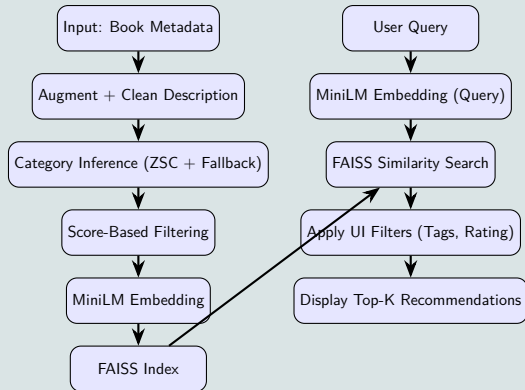 Input: Book Metadata
Augment + Clean Description
Category Inference (ZSC + Fallback)
Score-Based Filtering
MiniLM Embedding
FAISS Index
User Query
MiniLM Embedding (Query)
FAISS Similarity Search
Apply UI Filters (Tags, Rating)
Display Top-K Recommendations